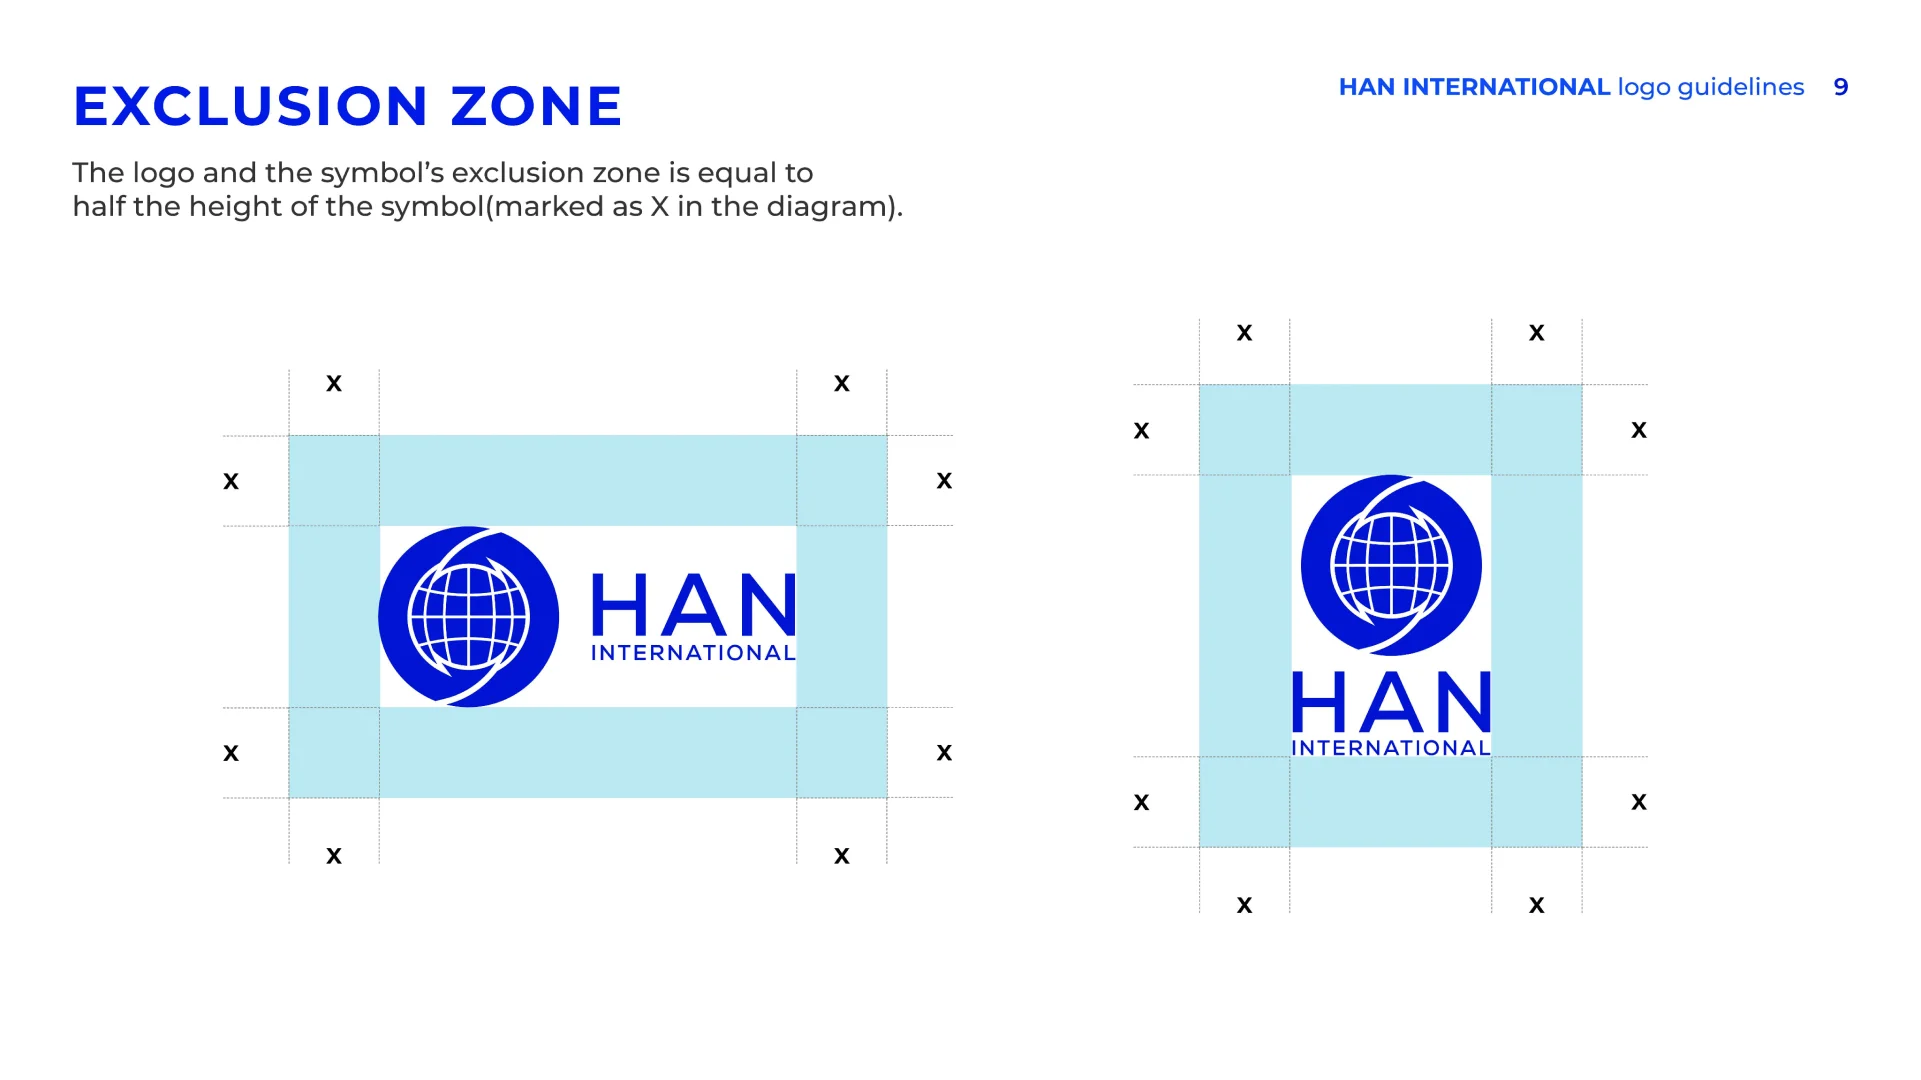 EXCLUSION ZONE
HAN INTERNATIONAL logo guidelines 9
The logo and the symbol’s exclusion zone is equal to
half the height of the symbol(marked as X in the diagram).
X X
X X
HAN
INTERNATIONAL
X X
X X
X X
X X
HAN
INTERNATIONAL
X X
X X